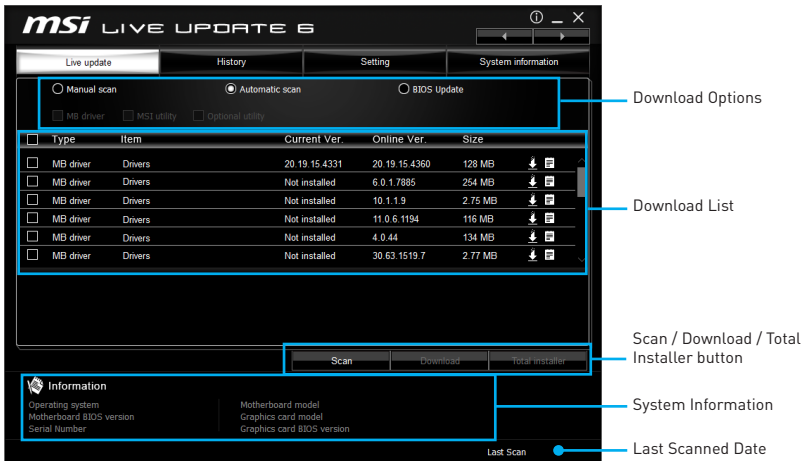 msi LIVE UPDATE 6
Live update History Setting System information
Manual scan Automatic scan BIOS Update
Download Options
MB driver MSI utility Optional utility
Type Item Current Ver. Online Ver. Size
MB driver Drivers 20.19.15.4331 20.19.15.4360 128 MB
MB driver Drivers Not installed 6.0.1.7885 254 MB
MB driver Drivers Not installed 10.1.1.9 2.75 MB
Download List
MB driver Drivers Not installed 11.0.6.1194 116 MB
MB driver Drivers Not installed 4.0.44 134 MB
MB driver Drivers Not installed 30.63.1519.7 2.77 MB
Scan / Download / Total
Installer button
Scan Download Total installer
Information
Operating system Motherboard model
Motherboard BIOS version Graphics card model
Serial Number Graphics card BIOS version
System Information
Last Scan
Last Scanned Date